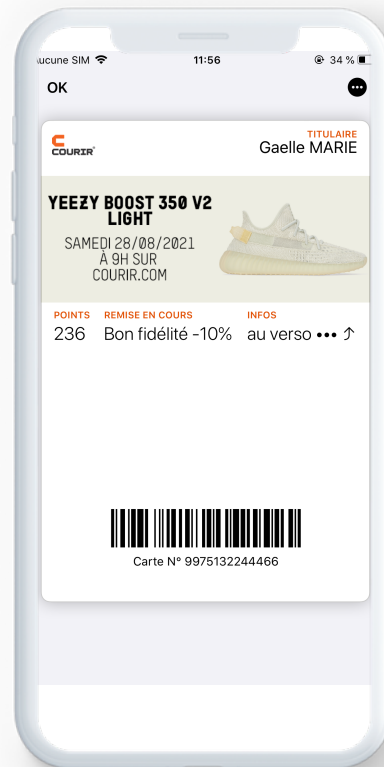 Aucune SIM 11:56 34 %
OK
COURIR
TITULAIRE
Gaelle MARIE
YEEZY BOOST 350 V2
LIGHT
SAMEDI 28/08/2021
À 9H SUR
COURIR.COM
POINTS REMISE EN COURS INFOS
236 Bon fidélité -10% au verso ••• ⤴
Carte N° 9975132244466